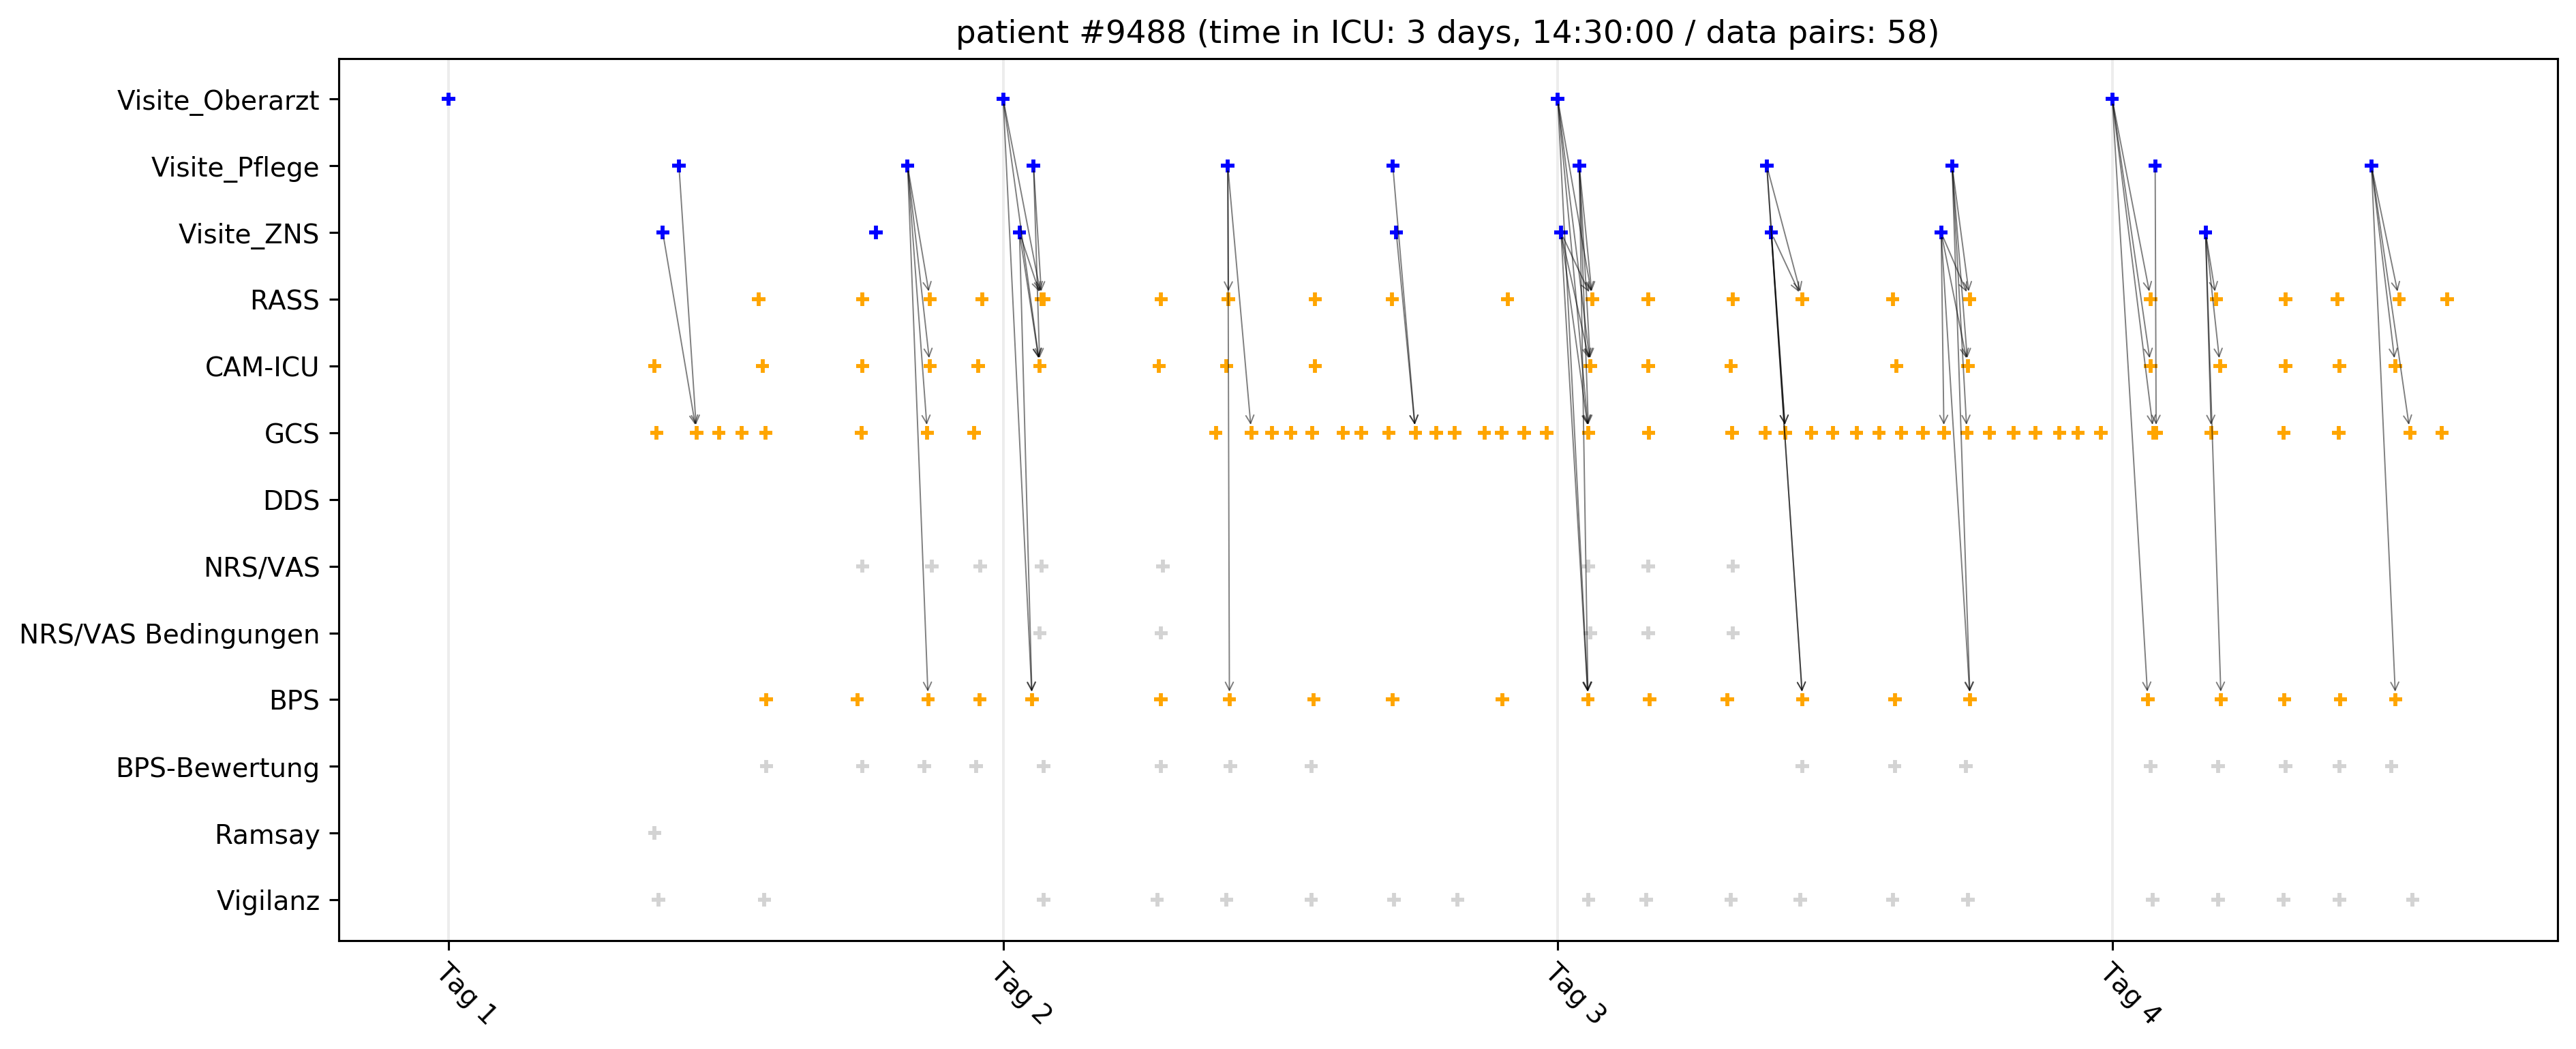 patient #9488 (time in ICU: 3 days, 14:30:00 / data pairs: 58)
Visite_Oberarzt
Visite_Pflege
Visite_ZNS
RASS
CAM-ICU
GCS
DDS
NRS/VAS
NRS/VAS Bedingungen
BPS
BPS-Bewertung
Ramsay
Vigilanz
Tag 1
Tag 2
Tag 3
Tag 4